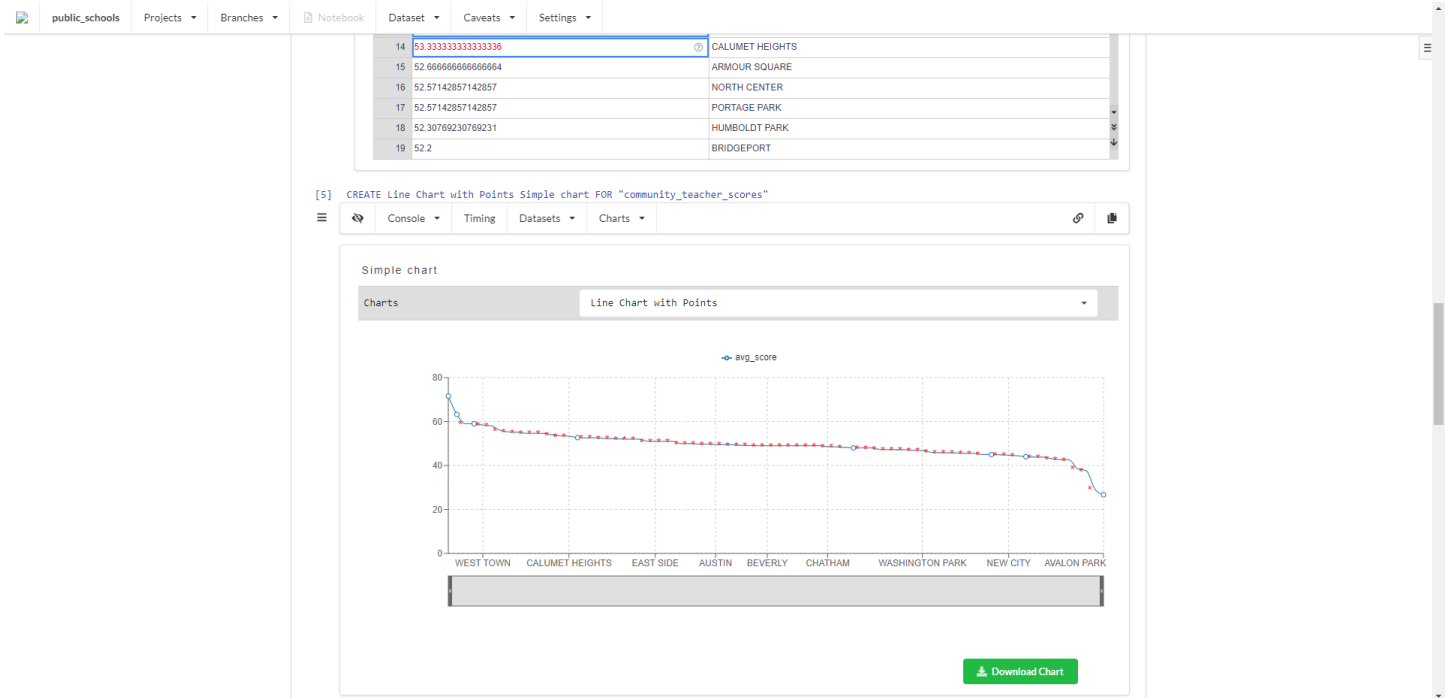 public_schools Projects Branches Notebook Dataset Caveats Settings
14 53.333333333333336 CALUMET HEIGHTS
15 52.666666666666664 ARMOUR SQUARE
16 52.57142857142857 NORTH CENTER
17 52.57142857142857 PORTAGE PARK
18 52.30769230769231 HUMBOLDT PARK
19 52.2 BRIDGEPORT
[5] CREATE Line Chart with Points Simple chart FOR "community_teacher_scores"
Console Timing Datasets Charts
Simple chart
Charts Line Chart with Points
avg_score
80
60
40
20
0
WEST TOWN CALUMET HEIGHTS EAST SIDE AUSTIN BEVERLY CHATHAM WASHINGTON PARK NEW CITY AVALON PARK
Download Chart